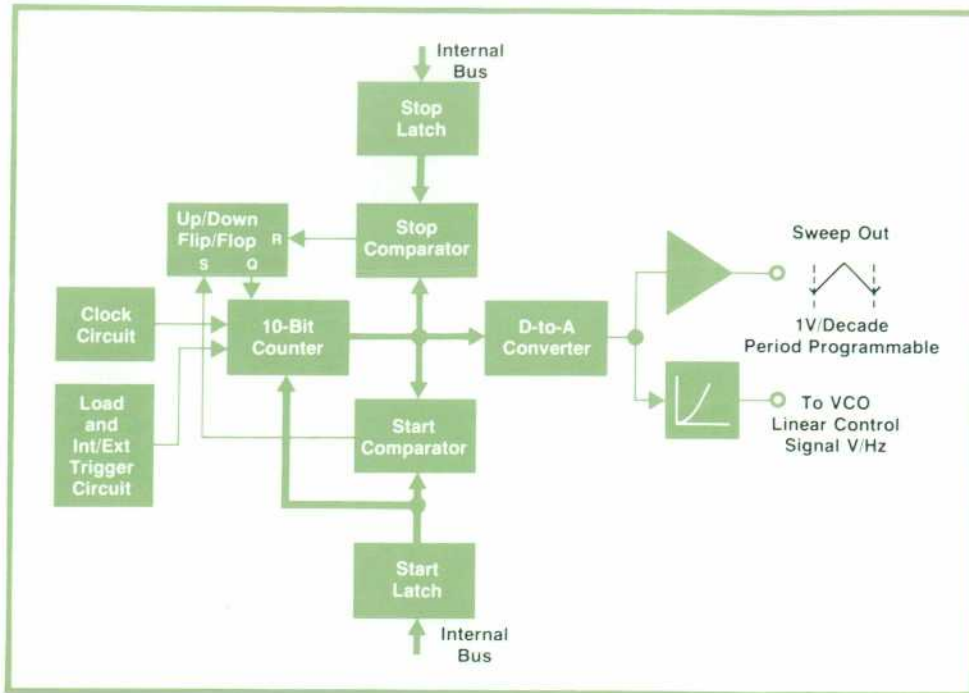 Internal
Bus
Stop
Latch
Up/Down
Flip/Flop
R
S Q
Stop
Comparator
Sweep Out
Clock
Circuit
10-Bit
Counter
D-to-A
Converter
1V/Decade
Period Programmable
Load
and
Int/Ext
Trigger
Circuit
Start
Comparator
To VCO
Linear Control
Signal V/Hz
Start
Latch
Internal
Bus